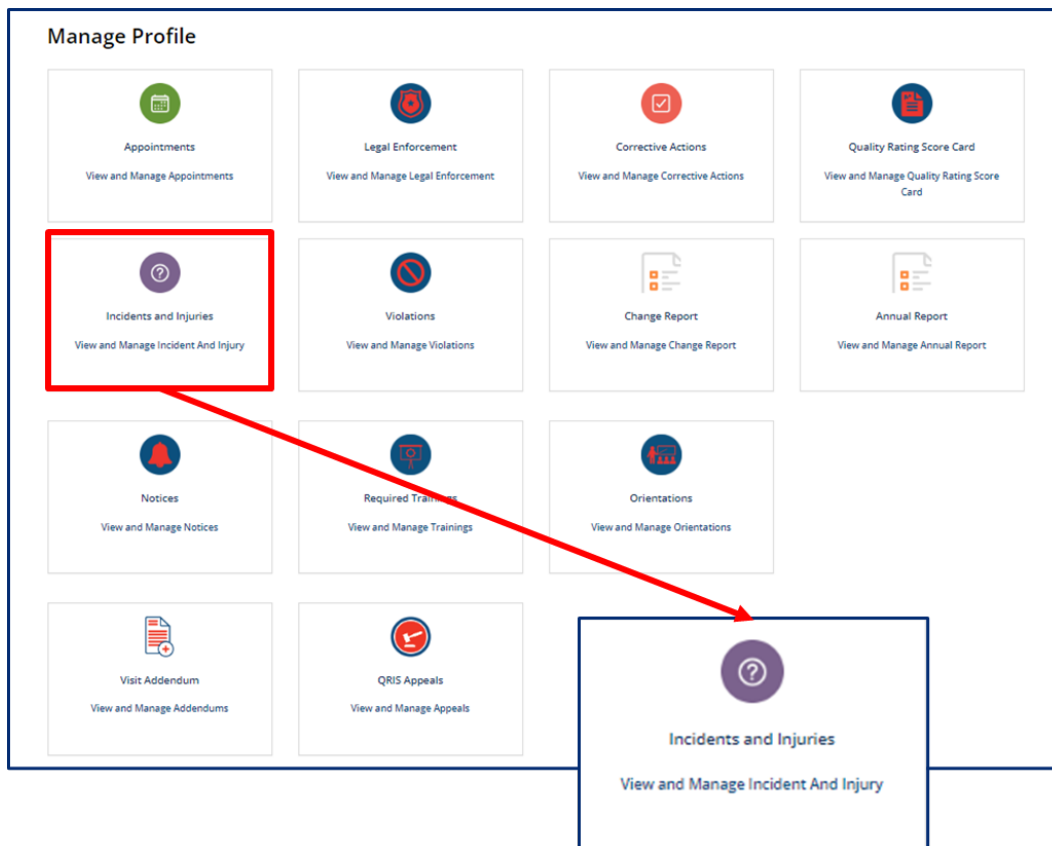 Manage Profile
Appointments
View and Manage Appointments
Legal Enforcement
View and Manage Legal Enforcement
Corrective Actions
View and Manage Corrective Actions
Quality Rating Score Card
View and Manage Quality Rating Score
Card
Incidents and Injuries
View and Manage Incident And Injury
Violations
View and Manage Violations
Change Report
View and Manage Change Report
Annual Report
View and Manage Annual Report
Notices
View and Manage Notices
Required Trainings
View and Manage Trainings
Orientations
View and Manage Orientations
Visit Addendum
View and Manage Addendums
QRIS Appeals
View and Manage Appeals
Incidents and Injuries
View and Manage Incident And Injury